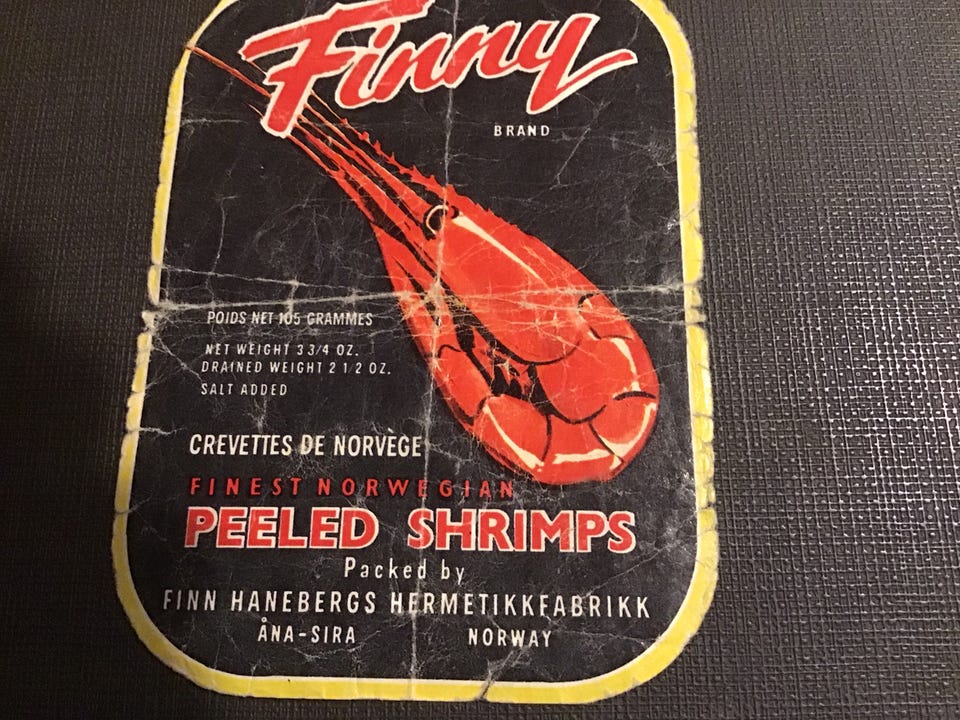 Finny
BRAND
POIDS NET 105 GRAMMES
NET WEIGHT 3 3/4 OZ.
DRAINED WEIGHT 2 1 2 OZ.
SALT ADDED
CREVETTES DE NORVÈGE
FINEST NORWEGIAN
PEELED SHRIMPS
Packed by
FINN HANEBERGS HERMETIKKFABRIKK
ÅNA-SIRA NORWAY